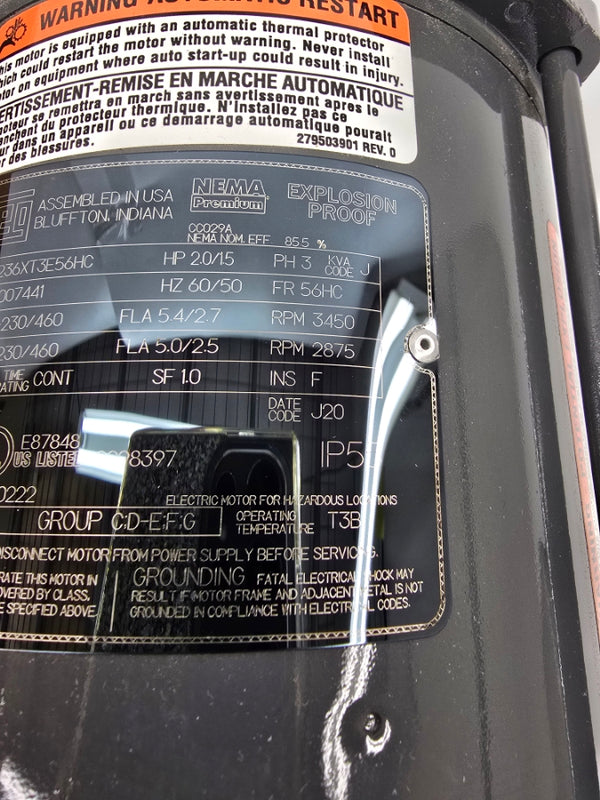 WARNING AUTOMATIC RESTART
This motor is equipped with an automatic thermal protector
which could restart the motor without warning. Never install
motor on equipment where auto start-up could result in injury.
AVERTISSEMENT-REMISE EN MARCHE AUTOMATIQUE
moteur se remettra en march sans avertissement apres le
du protecteur thermique. N'installez pas ce
dans un appareil ou ce demarrage automatique pourait
des blessures.
279503901 REV. 0
ASSEMBLED IN USA
BLUFFTON, INDIANA
NEMA
Premium
EXPLOSION
PROOF
CC029A
NEMA NOM. EFF 85.5 %
236XT3E56HC HP 2.0/1.5 PH 3 KVA CODE J
007441 HZ 60/50 FR 56HC
230/460 FLA 5.4/2.7 RPM 3450
230/460 FLA 5.0/2.5 RPM 2875
TIME
RATING CONT SF 1.0 INS F
DATE
CODE J20
E87848
US LISTED 8397 IP5
0222
ELECTRIC MOTOR FOR HAZARDOUS LOCATIONS
GROUP C:D-E:F:G OPERATING TEMPERATURE T3B
DISCONNECT MOTOR FROM POWER SUPPLY BEFORE SERVICING.
RATE THIS MOTOR IN
COVERED BY CLASS,
SPECIFIED ABOVE.
GROUNDING FATAL ELECTRICAL SHOCK MAY
RESULT IF MOTOR FRAME AND ADJACENT METAL IS NOT
GROUNDED IN COMPLIANCE WITH ELECTRICAL CODES.